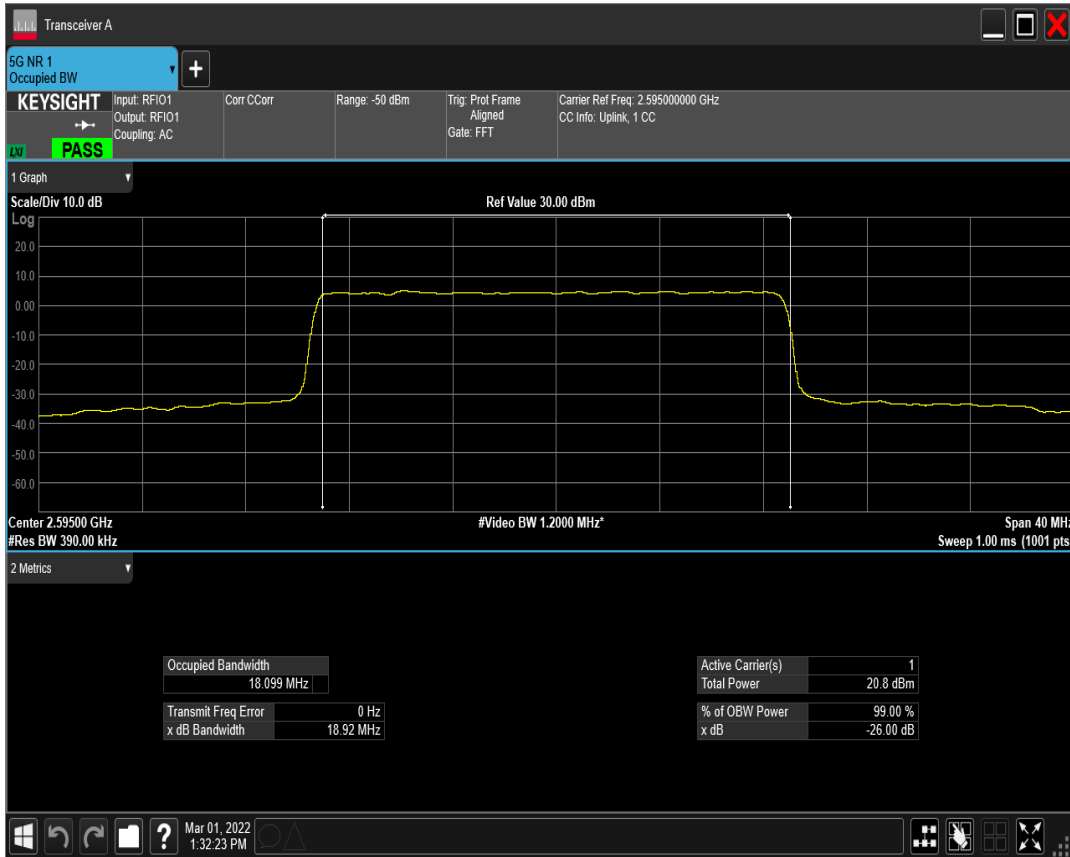 Transceiver A
5G NR 1
Occupied BW
+
KEYSIGHT
LXI
PASS
Input: RFIO1
Output: RFIO1
Coupling: AC
Corr CCorr
Range: -50 dBm
Trig: Prot Frame
Aligned
Gate: FFT
Carrier Ref Freq: 2.595000000 GHz
CC Info: Uplink, 1 CC
1 Graph
Scale/Div 10.0 dB
Ref Value 30.00 dBm
Log
20.0
10.0
0.00
-10.0
-20.0
-30.0
-40.0
-50.0
-60.0
Center 2.59500 GHz
#Video BW 1.2000 MHz*
Span 40 MHz
#Res BW 390.00 kHz
Sweep 1.00 ms (1001 pts
2 Metrics
Occupied Bandwidth
18.099 MHz
Transmit Freq Error 0 Hz
x dB Bandwidth 18.92 MHz
Active Carrier(s) 1
Total Power 20.8 dBm
% of OBW Power 99.00 %
x dB -26.00 dB
?
Mar 01, 2022
1:32:23 PM